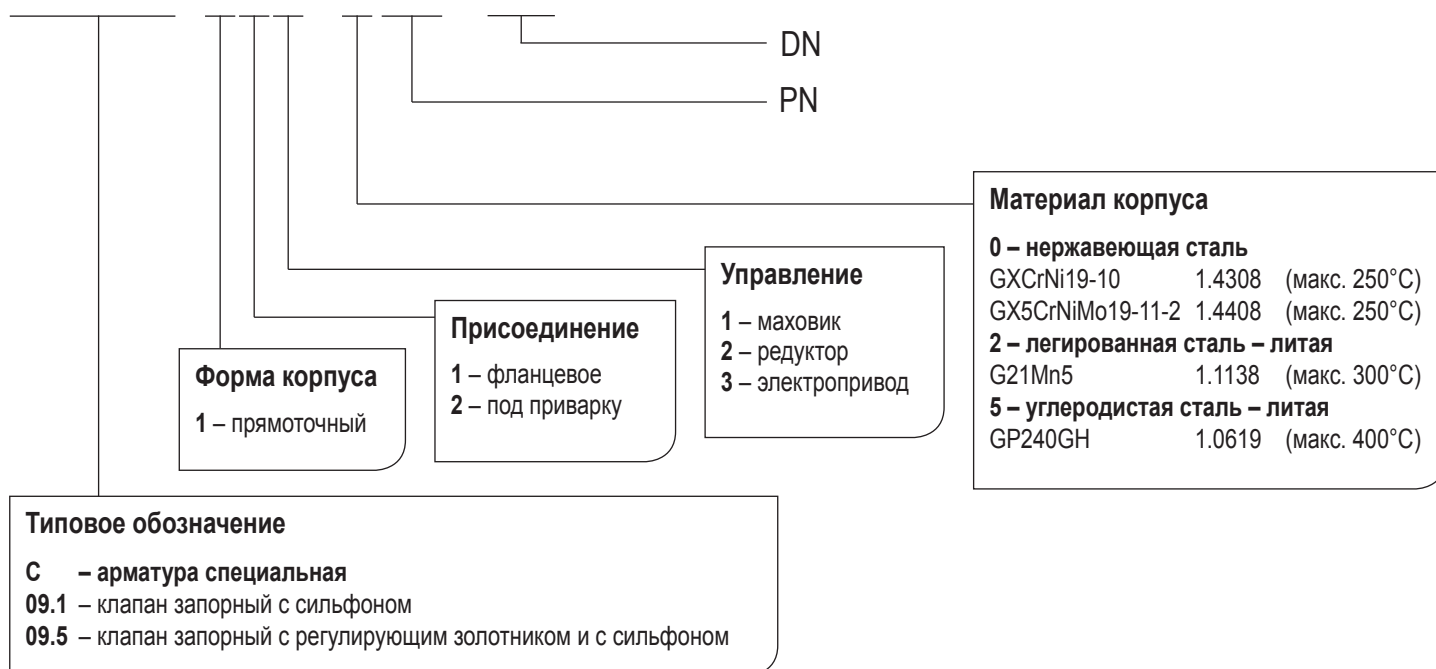 DN
PN
Материал корпуса
0 – нержавеющая сталь
GXCrNi19-10 1.4308 (макс. 250°C)
GX5CrNiMo19-11-2 1.4408 (макс. 250°C)
2 – легированная сталь – литая
G21Mn5 1.1138 (макс. 300°C)
5 – углеродистая сталь – литая
GP240GH 1.0619 (макс. 400°C)
Управление
1 – маховик
2 – редуктор
3 – электропривод
Присоединение
1 – фланцевое
2 – под приварку
Форма корпуса
1 – прямоточный
Типовое обозначение
С – арматура специальная
09.1 – клапан запорный с сильфоном
09.5 – клапан запорный с регулирующим золотником и с сильфоном